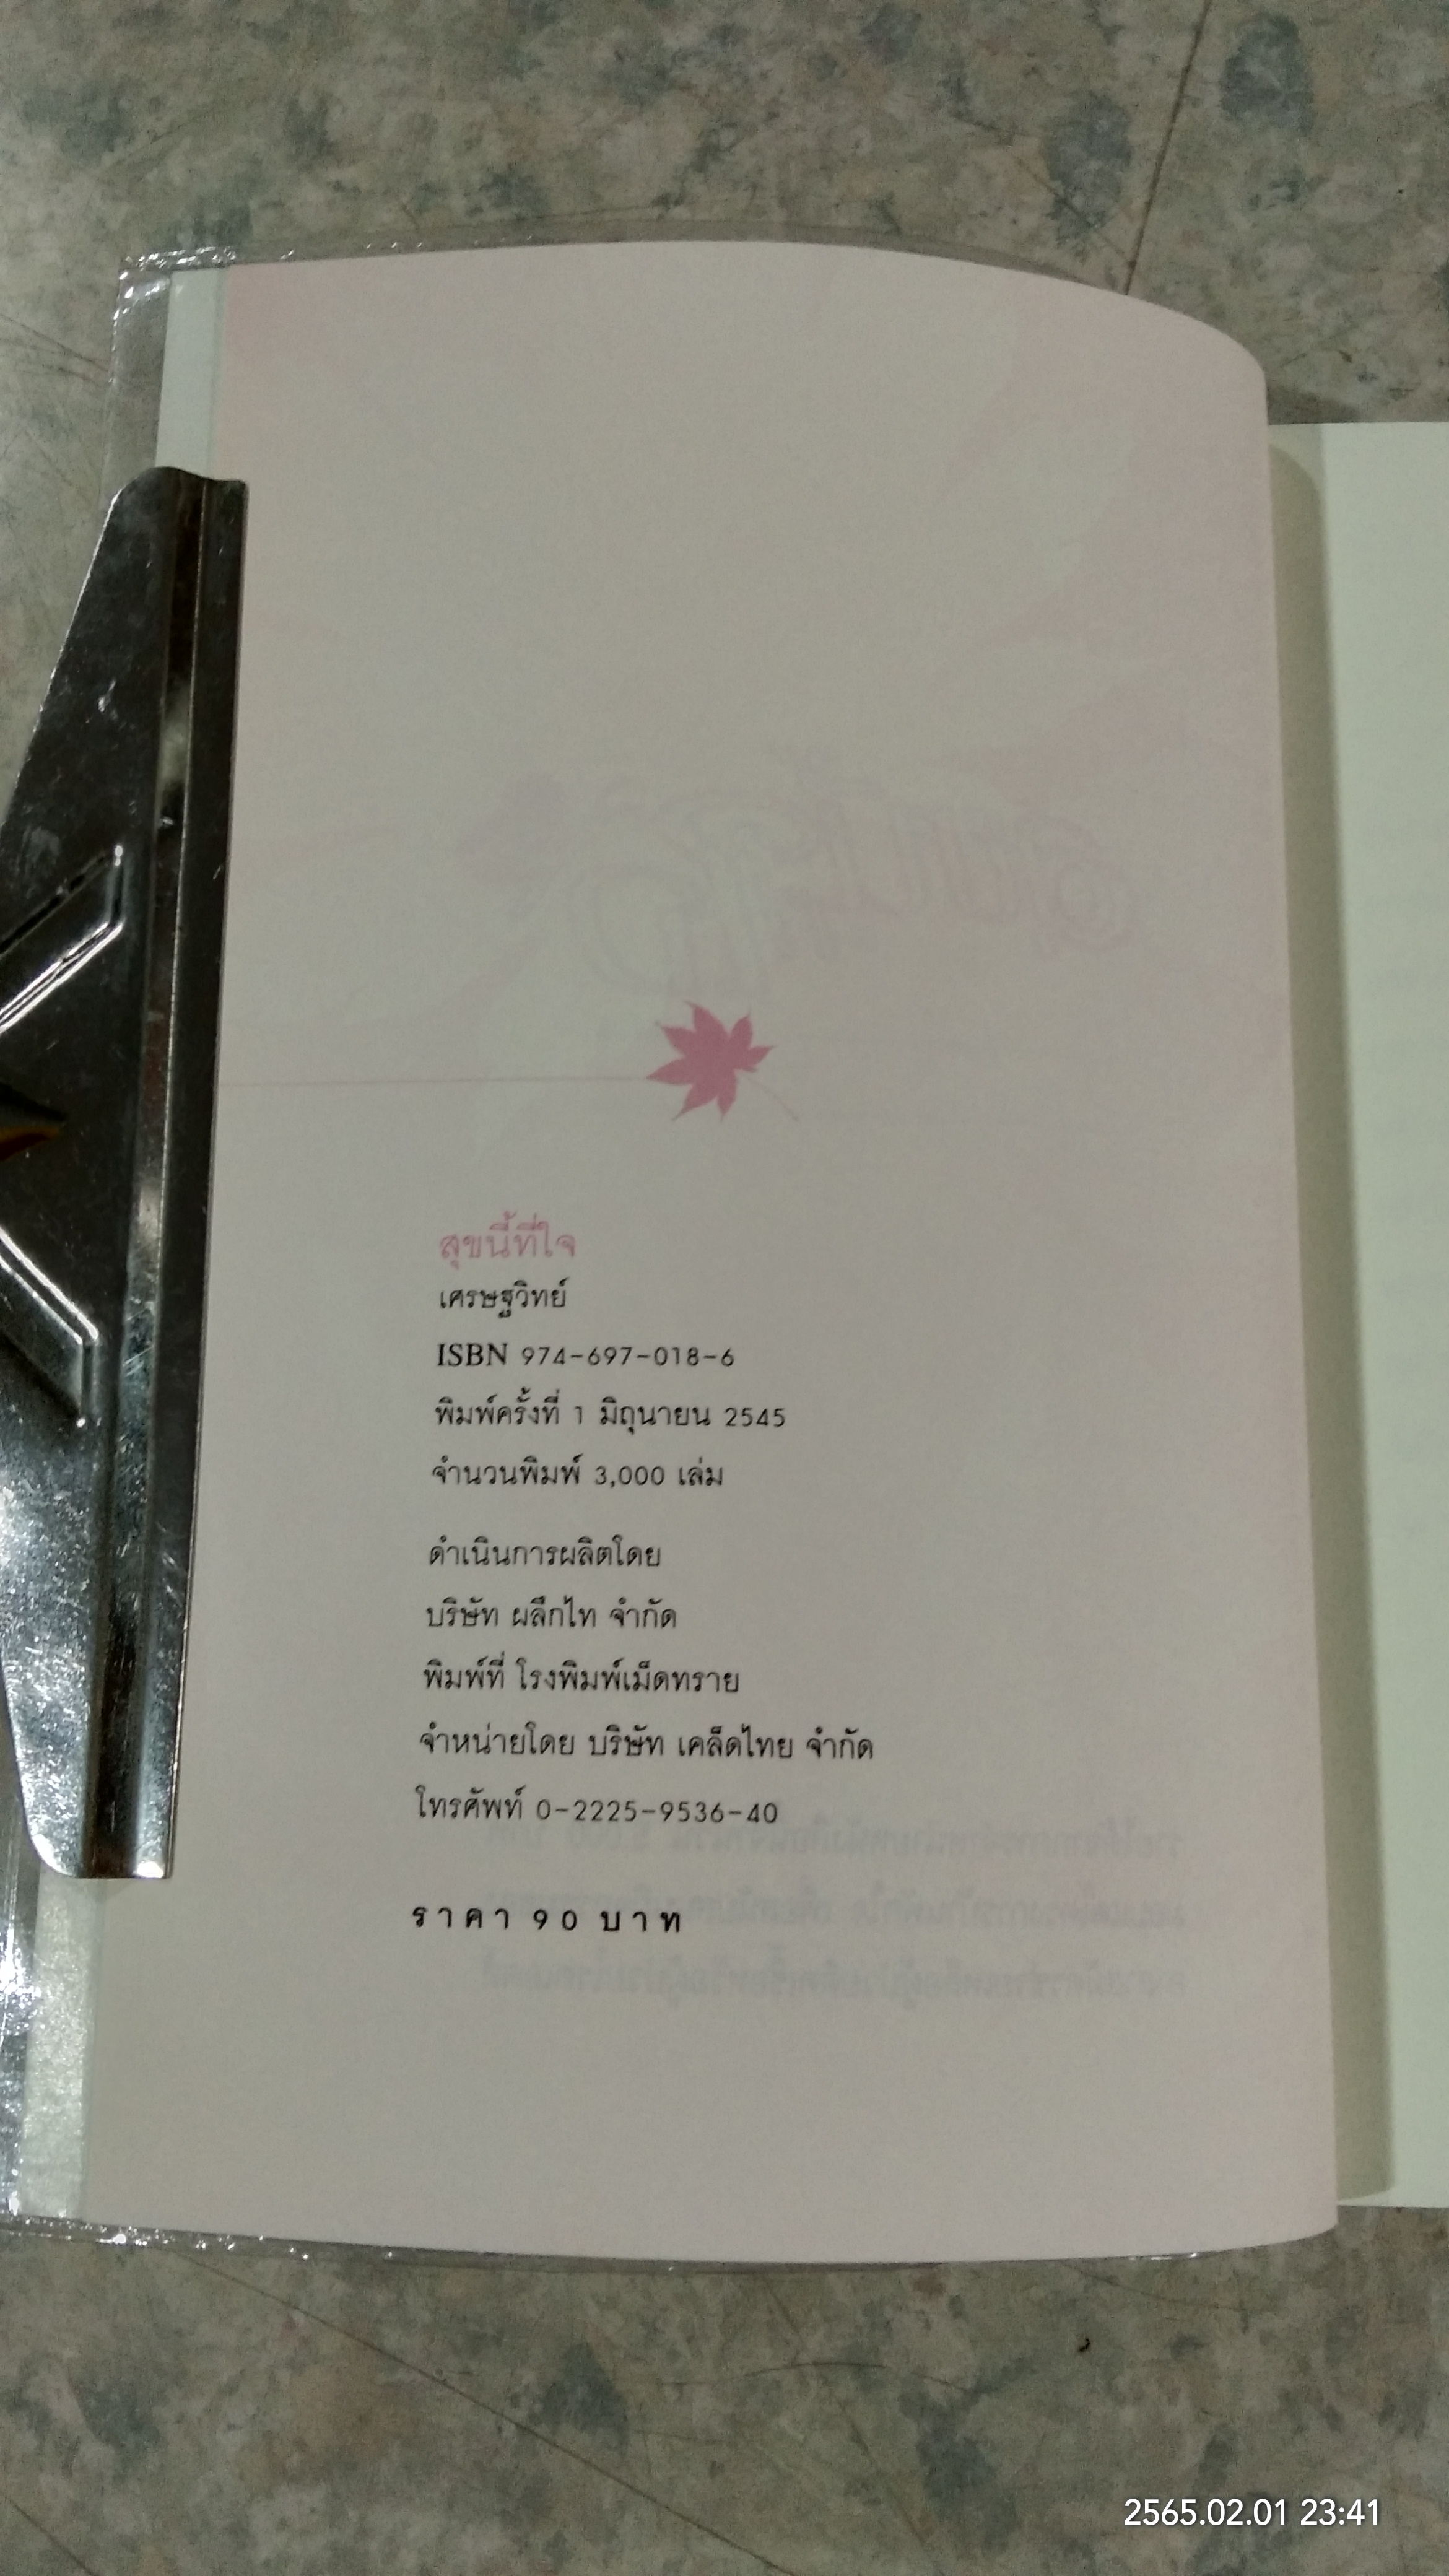 สุขนี้ที่ใจ
เศรษฐวิทย์
ISBN 974-697-018-6
พิมพ์ครั้งที่ 1 มิถุนายน 2545
จำนวนพิมพ์ 3,000 เล่ม
ดำเนินการผลิตโดย
บริษัท ผลึกไท จำกัด
พิมพ์ที่ โรงพิมพ์เม็ดทราย
จำหน่ายโดย บริษัท เคล็ดไทย จำกัด
โทรศัพท์ 0-2225-9536-40
ราคา 90 บาท
2565.02.01 23:41